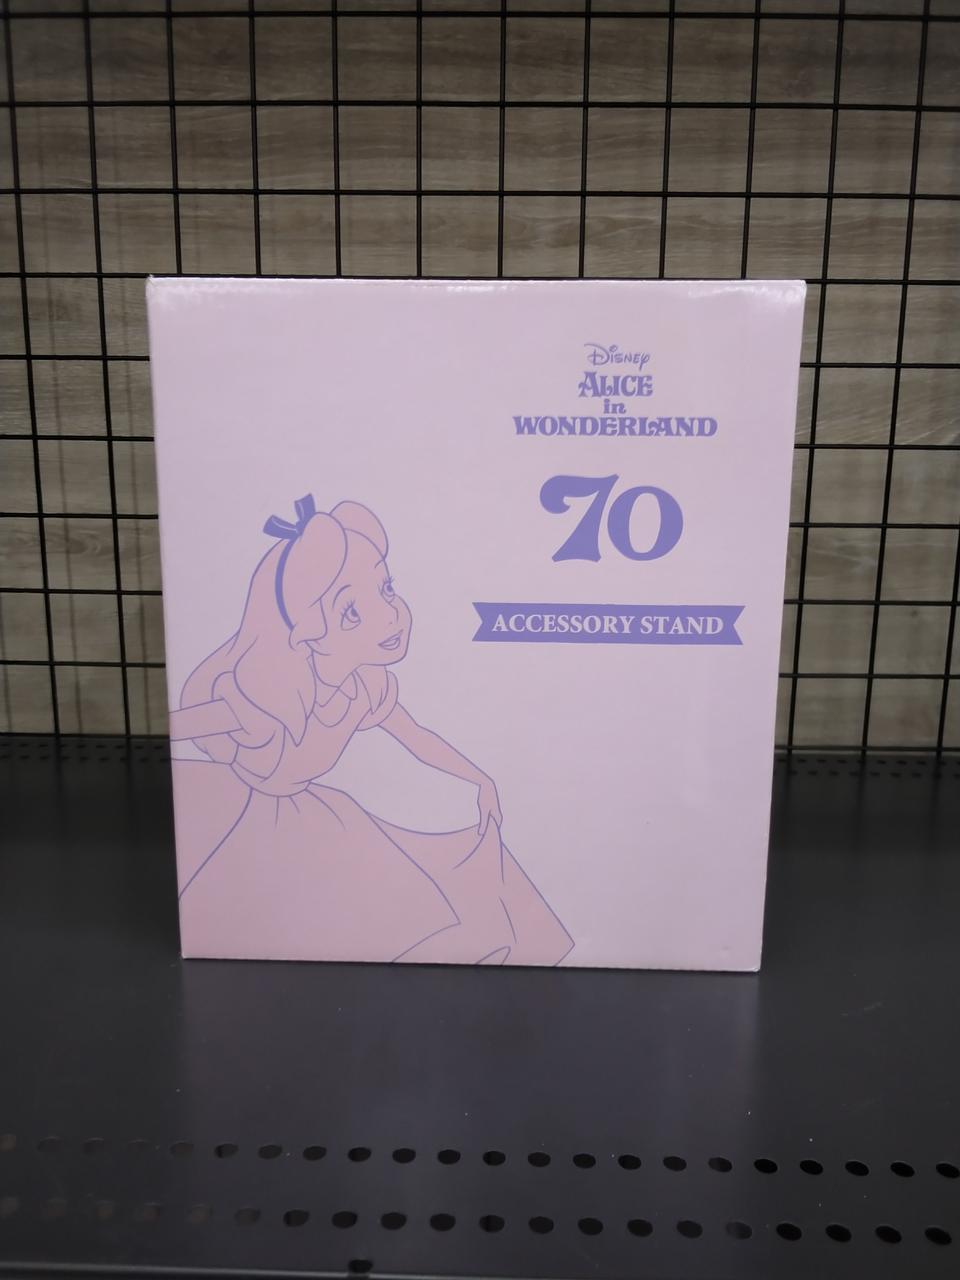 Disney
ALICE
in
WONDERLAND
70
ACCESSORY STAND